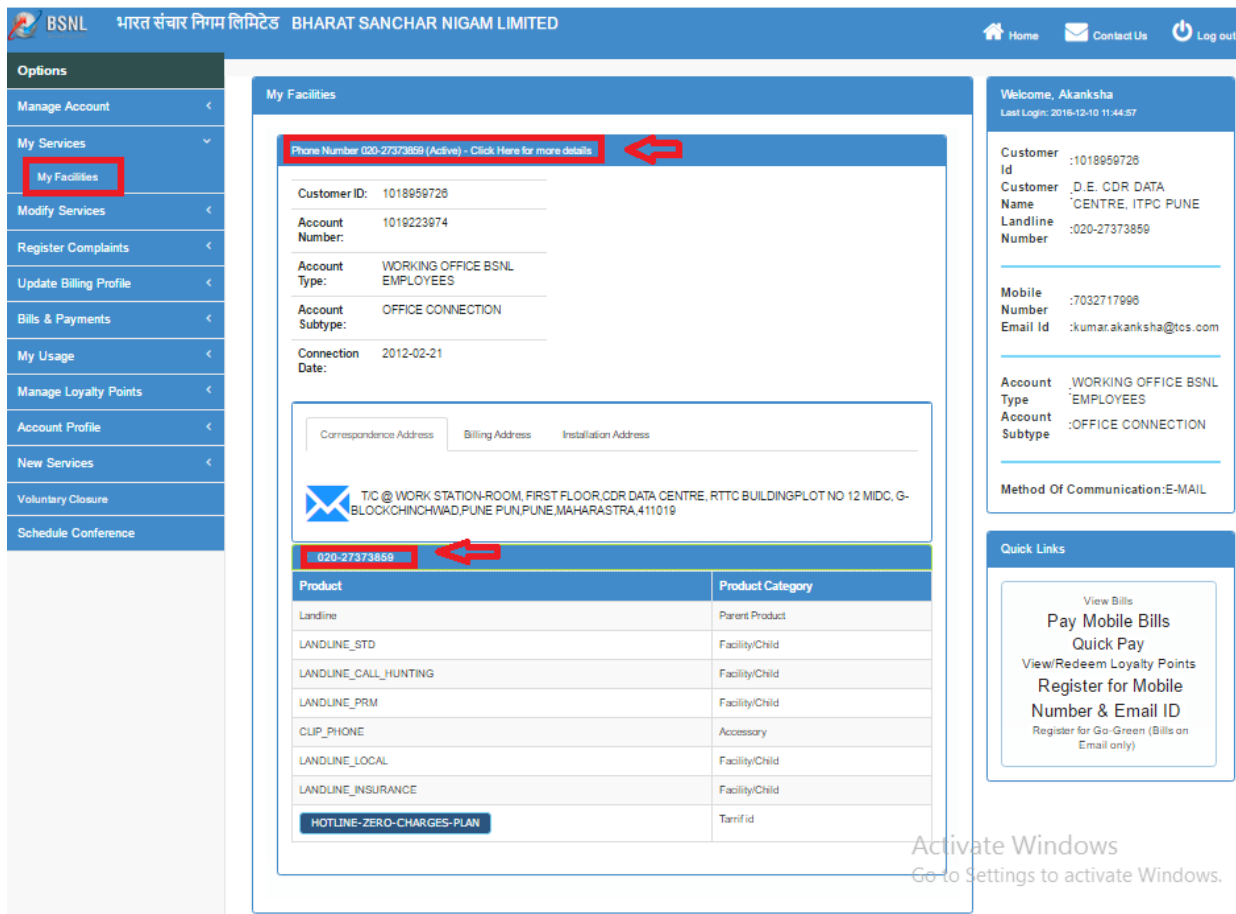 BSNL भारत संचार निगम लिमिटेड BHARAT SANCHAR NIGAM LIMITED
Home Contact Us Log out
Options
Manage Account
My Services
My Facilities
Modify Services
Register Complaints
Update Billing Profile
Bills & Payments
My Usage
Manage Loyalty Points
Account Profile
New Services
Voluntary Closure
Schedule Conference
My Facilities
Phone Number 020-27373859 (Active) - Click Here for more details
Customer ID: 1018959726
Account 1019223974
Number:
Account WORKING OFFICE BSNL
Type: EMPLOYEES
Account OFFICE CONNECTION
Subtype:
Connection 2012-02-21
Date:
Correspondence Address Billing Address Installation Address
T/C @ WORK STATION-ROOM, FIRST FLOOR,CDR DATA CENTRE, RTTC BUILDINGPLOT NO 12 MIDC, G-
BLOCKCHINCHWAD,PUNE PUN,PUNE,MAHARASTRA,411019
020-27373859
Product Product Category
Landline Parent Product
LANDLINE_STD Facility/Child
LANDLINE_CALL_HUNTING Facility/Child
LANDLINE_PRM Facility/Child
CLIP_PHONE Accessory
LANDLINE_LOCAL Facility/Child
LANDLINE_INSURANCE Facility/Child
HOTLINE-ZERO-CHARGES-PLAN Tarrif id
Welcome, Akanksha
Last Login: 2016-12-10 11:44:57
Customer :1018959726
Id
Customer :D.E. CDR DATA
Name CENTRE, ITPC PUNE
Landline :020-27373859
Number
Mobile :7032717996
Number
Email Id :kumar.akanksha@tcs.com
Account :WORKING OFFICE BSNL
Type EMPLOYEES
Account :OFFICE CONNECTION
Subtype
Method Of Communication:E-MAIL
Quick Links
View Bills
Pay Mobile Bills
Quick Pay
View/Redeem Loyalty Points
Register for Mobile
Number & Email ID
Register for Go-Green (Bills on
Email only)
Activate Windows
Go to Settings to activate Windows.